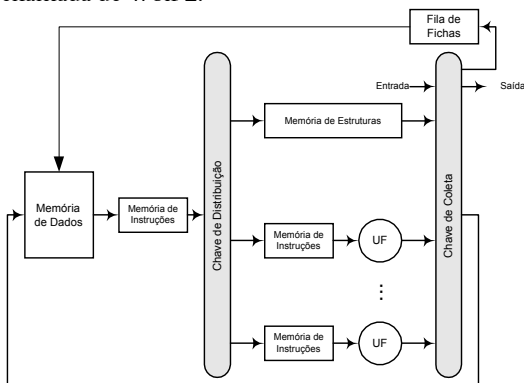 Fila de
Fichas
Entrada
Saída
Memória de Estruturas
Chave de Distribuição
Chave de Coleta
Memória
de Dados
Memória de
Instruções
Memória de
Instruções
UF
Memória de
Instruções
UF